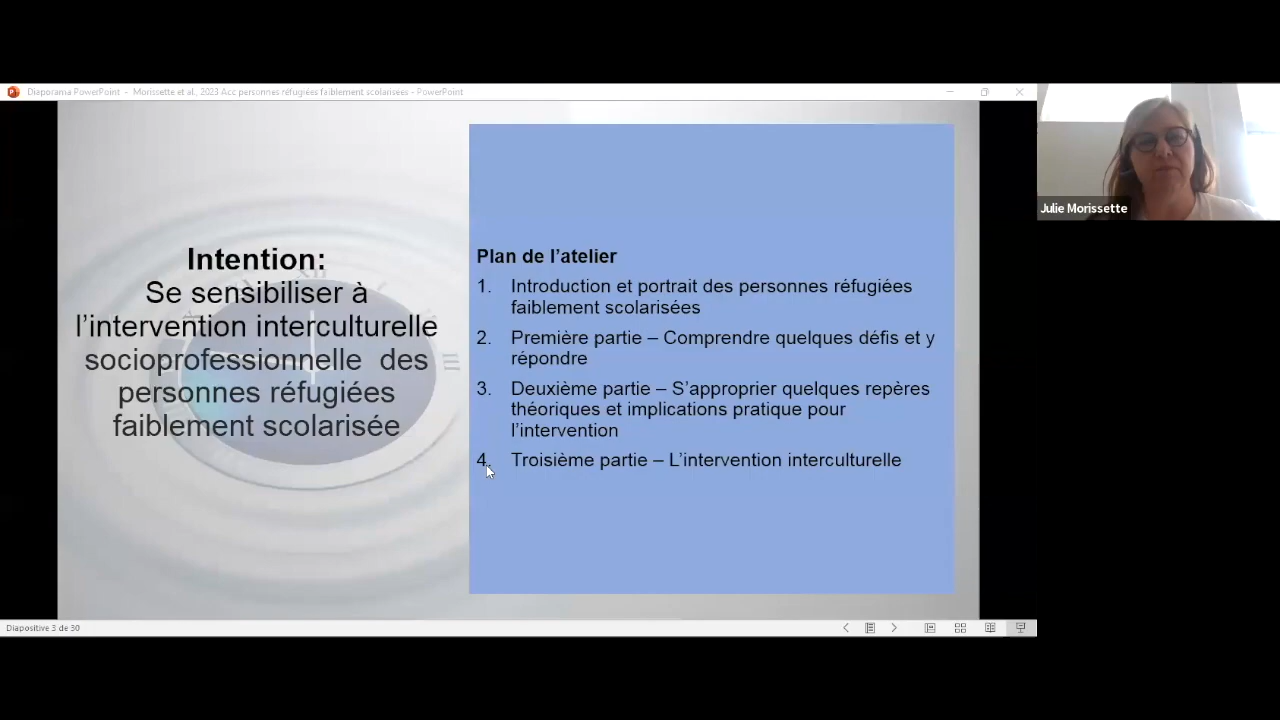 Diaporama PowerPoint - Morissette et al., 2023 Acc personnes réfugiées faiblement scolarisées - PowerPoint
Intention:
Se sensibiliser à
l'intervention interculturelle
socioprofessionnelle des
personnes réfugiées
faiblement scolarisée
Plan de l'atelier
1. Introduction et portrait des personnes réfugiées
faiblement scolarisées
2. Première partie – Comprendre quelques défis et y
répondre
3. Deuxième partie – S'approprier quelques repères
théoriques et implications pratique pour
l'intervention
4. Troisième partie – L'intervention interculturelle
Julie Morissette
Diapositive 3 de 30